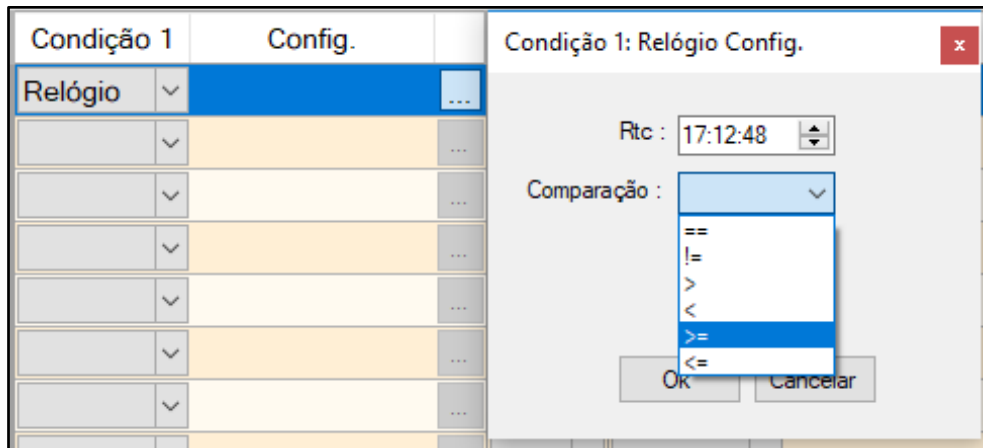 Condição 1 Config.
Relógio ...
...
...
...
...
...
...
Condição 1: Relógio Config. x
Rtc : 17:12:48
Comparação :
==
!=
>
<
>=
<=
Ok Cancelar